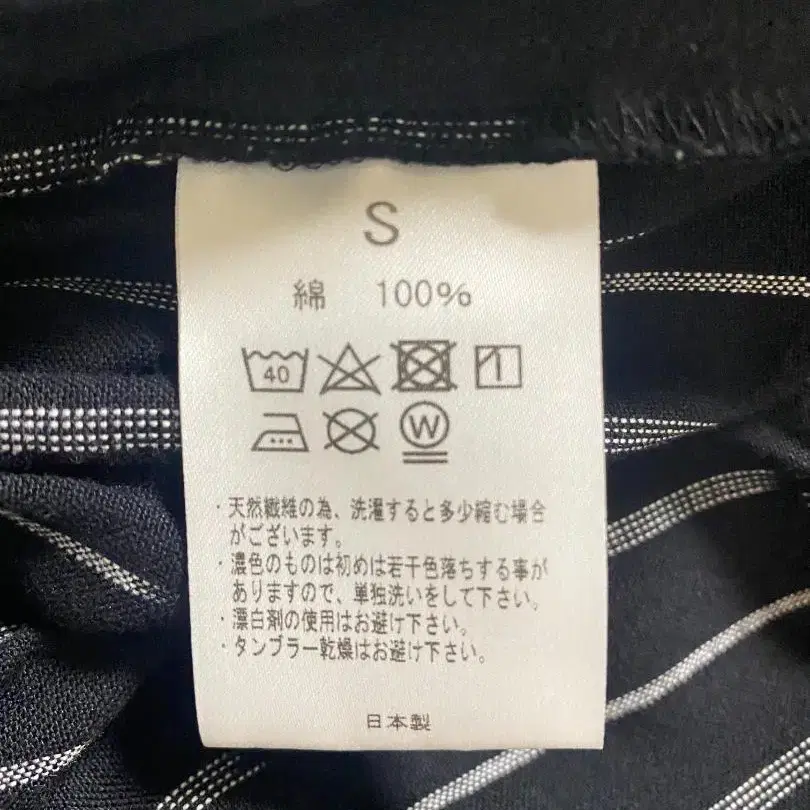 S
綿 100%
40
W
・天然繊維の為、洗濯すると多少縮む場合
がございます。
・濃色のものは初めは若干色落ちする事が
ありますので、単独洗いをして下さい。
・漂白剤の使用はお避け下さい。
・タンブラー乾燥はお避け下さい。
日本製